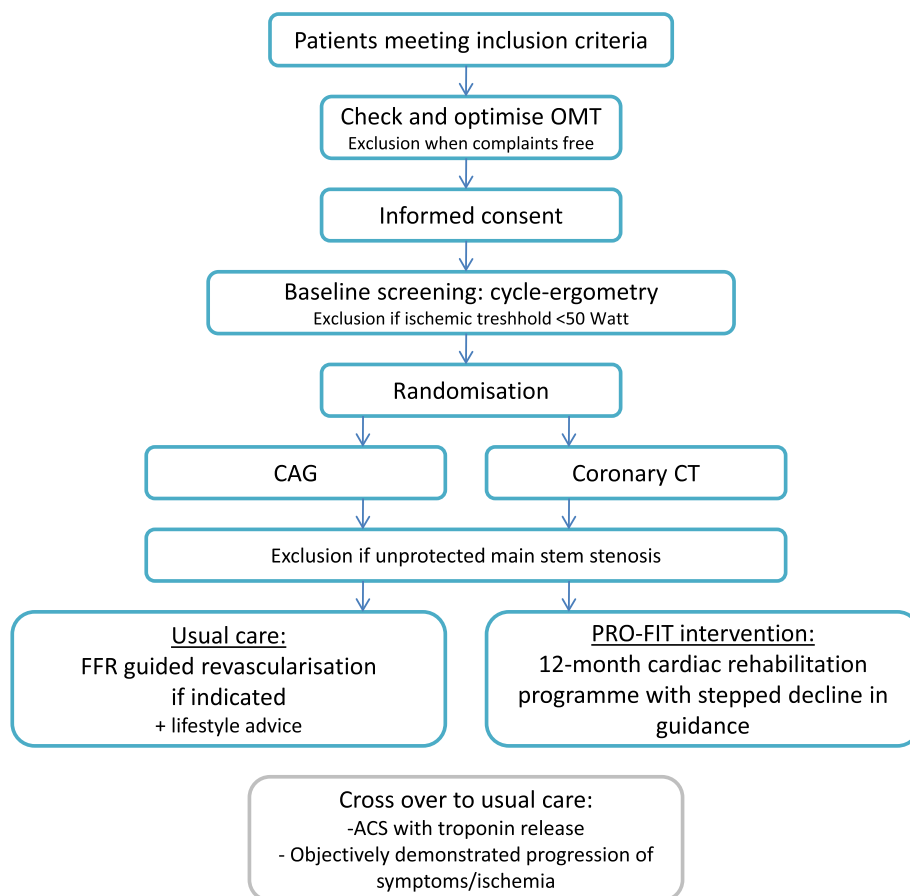 Patients meeting inclusion criteria
Check and optimise OMT
Exclusion when complaints free
Informed consent
Baseline screening: cycle-ergometry
Exclusion if ischemic treshhold <50 Watt
Randomisation
CAG
Coronary CT
Exclusion if unprotected main stem stenosis
Usual care:
FFR guided revascularisation
if indicated
+ lifestyle advice
PRO-FIT intervention:
12-month cardiac rehabilitation
programme with stepped decline in
guidance
Cross over to usual care:
-ACS with troponin release
- Objectively demonstrated progression of
symptoms/ischemia